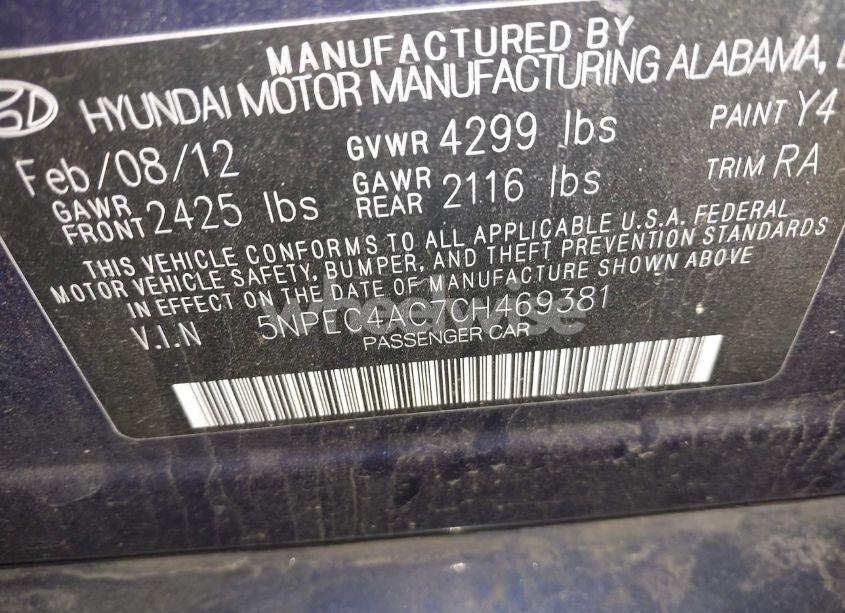 MANUFACTURED BY
HYUNDAI MOTOR MANUFACTURING ALABAMA,
Feb/08/12 GVWR 4299 lbs PAINT Y4
GAWR FRONT 2425 lbs GAWR REAR 2116 lbs TRIM RA
THIS VEHICLE CONFORMS TO ALL APPLICABLE U.S.A. FEDERAL
MOTOR VEHICLE SAFETY, BUMPER, AND THEFT PREVENTION STANDARDS
IN EFFECT ON THE DATE OF MANUFACTURE SHOWN ABOVE
V.I.N 5NPEC4AC7CH469381
PASSENGER CAR